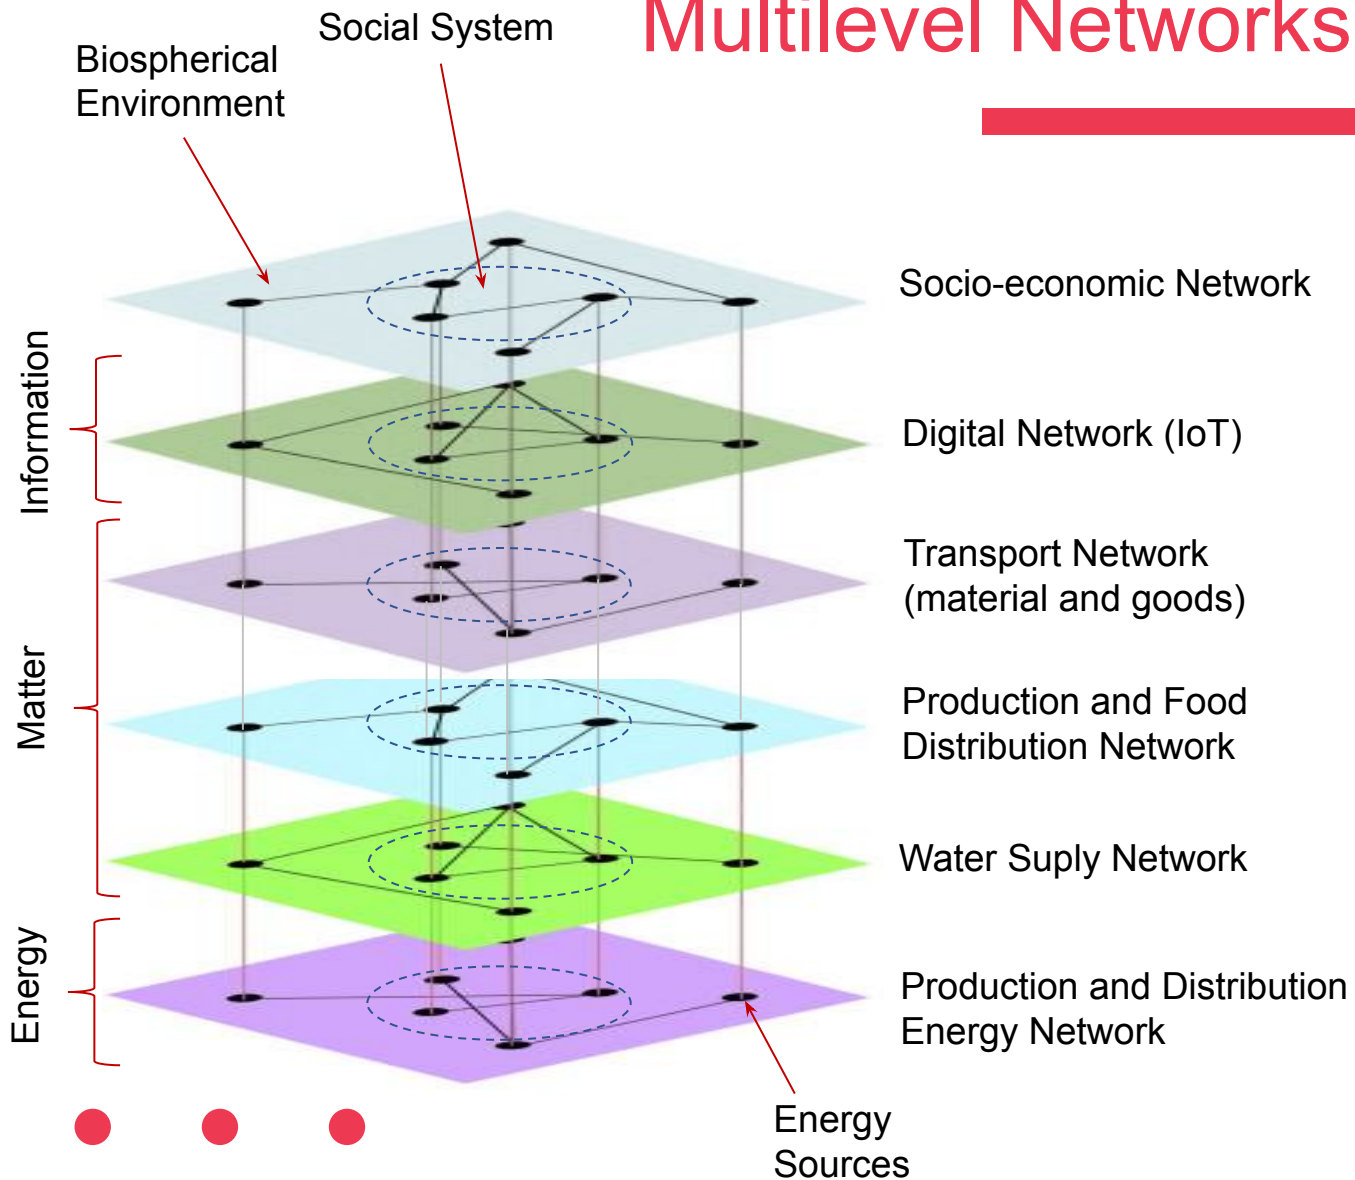 Multilevel Networks
Social System
Biospherical
Environment
Socio-economic Network
Information
Digital Network (IoT)
Transport Network
(material and goods)
Matter
Production and Food
Distribution Network
Water Suply Network
Energy
Production and Distribution
Energy Network
Energy
Sources